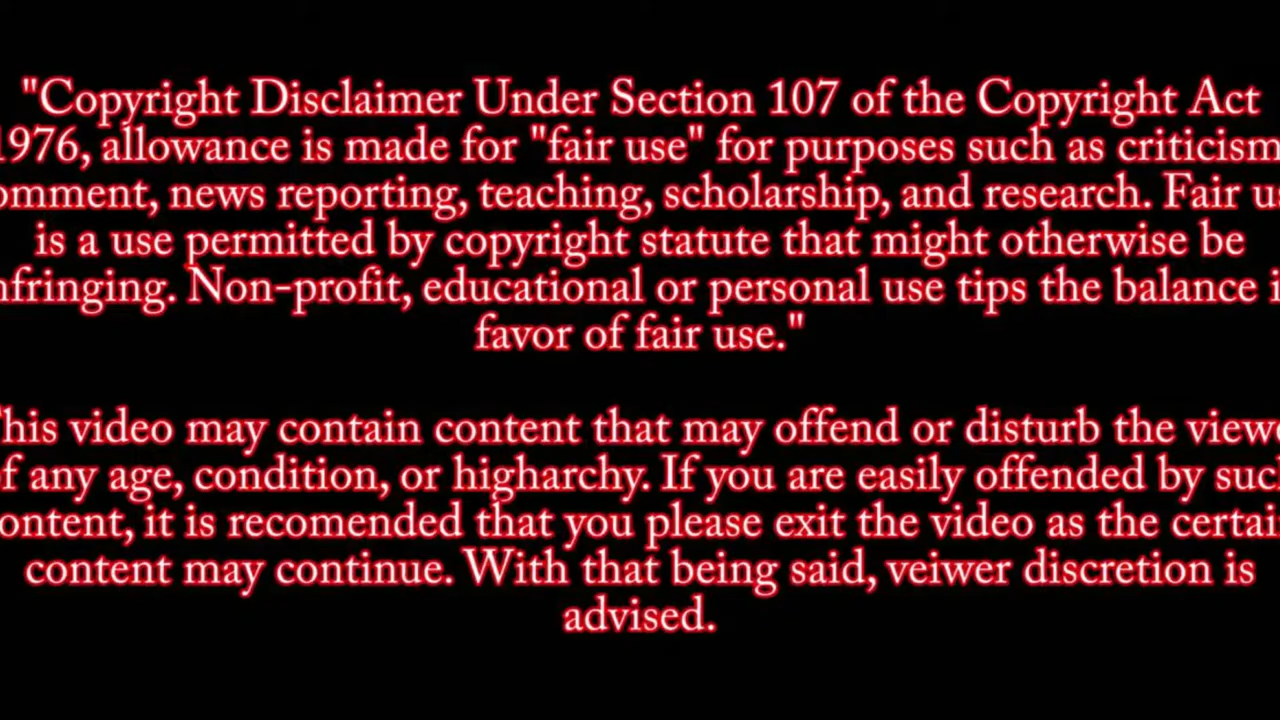 "Copyright Disclaimer Under Section 107 of the Copyright Act
1976, allowance is made for "fair use" for purposes such as criticism
omment, news reporting, teaching, scholarship, and research. Fair u
is a use permitted by copyright statute that might otherwise be
nfringing. Non-profit, educational or personal use tips the balance i
favor of fair use."
his video may contain content that may offend or disturb the viewe
f any age, condition, or higharchy. If you are easily offended by suc
ontent, it is recomended that you please exit the video as the certai
content may continue. With that being said, veiwer discretion is
advised.